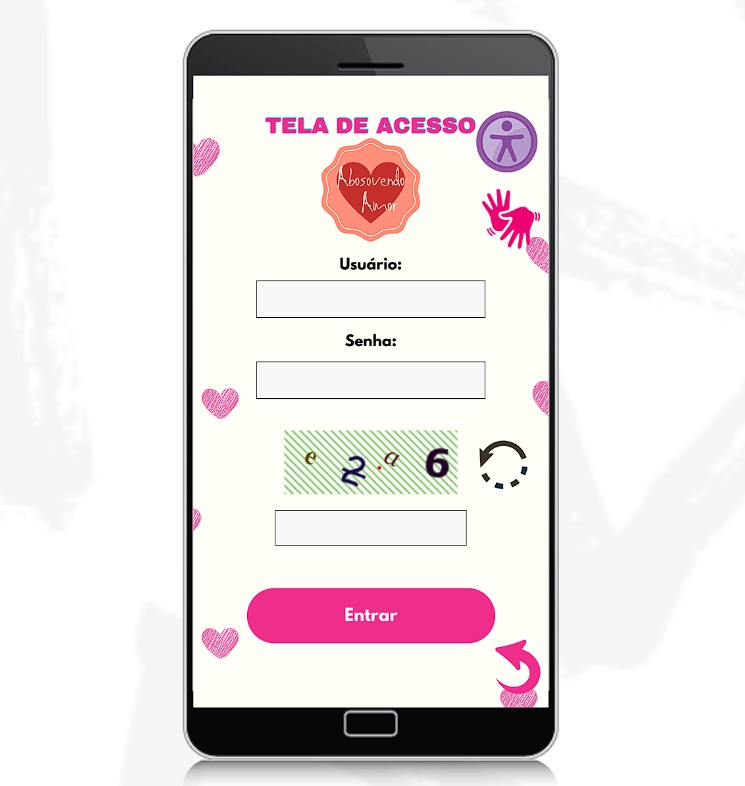 TELA DE ACESSO
Abosovendo
Amor
Usuário:
Senha:
e 2 a 6
Entrar